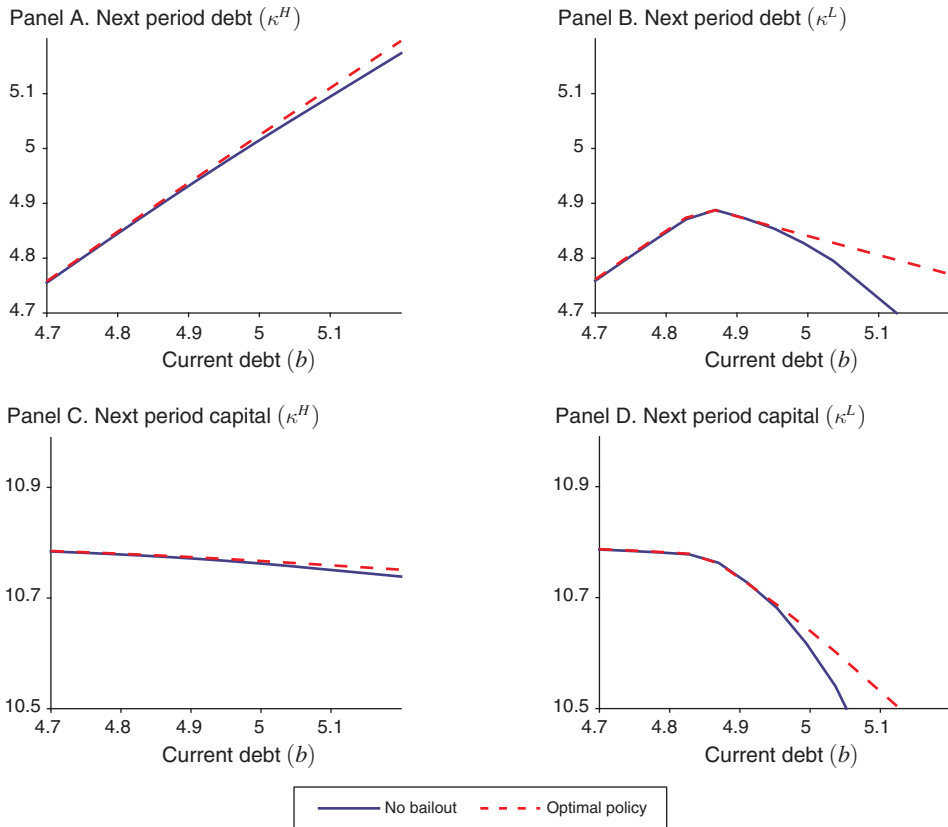 Panel A. Next period debt (κ^H)
5.1
5
4.9
4.8
4.7
4.7 4.8 4.9 5 5.1
Current debt (b)
Panel B. Next period debt (κ^L)
5.1
5
4.9
4.8
4.7
4.7 4.8 4.9 5 5.1
Current debt (b)
Panel C. Next period capital (κ^H)
10.9
10.7
10.5
4.7 4.8 4.9 5 5.1
Current debt (b)
Panel D. Next period capital (κ^L)
10.9
10.7
10.5
4.7 4.8 4.9 5 5.1
Current debt (b)
No bailout Optimal policy